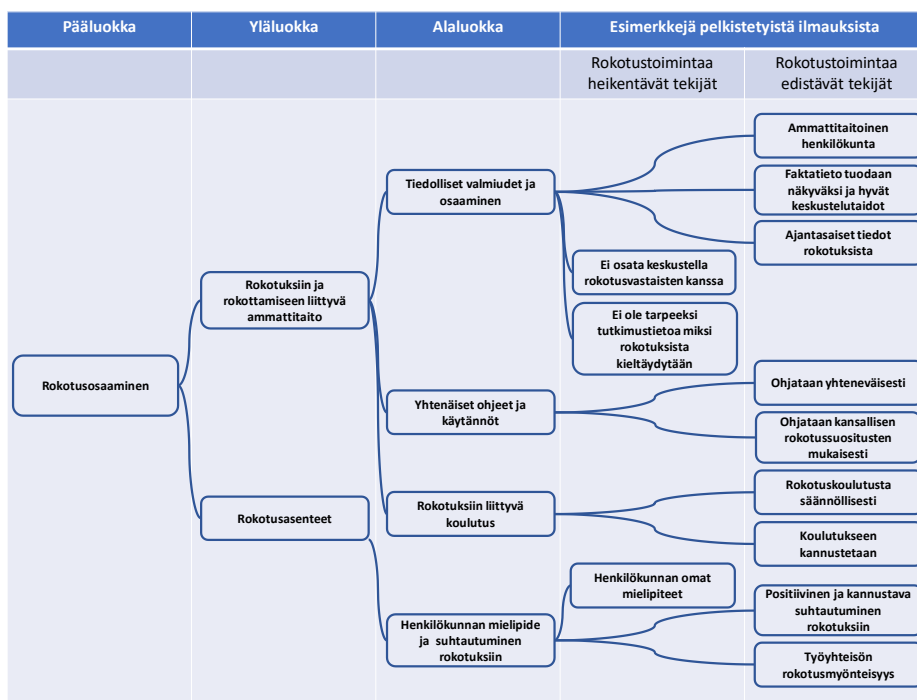 Pääluokka
Yläluokka
Alaluokka
Esimerkkejä pelkistetyistä ilmauksista
Rokotustoimintaa
heikentävät tekijät
Rokotustoimintaa
edistävät tekijät
Rokotusosaaminen
Rokotuksiin ja
rokottamiseen liittyvä
ammattitaito
Rokotusasenteet
Tiedolliset valmiudet ja
osaaminen
Yhtenäiset ohjeet ja
käytännöt
Rokotuksiin liittyvä
koulutus
Henkilökunnan mielipide
ja suhtautuminen
rokotuksiin
Ei osata keskustella
rokotusvastaisten kanssa
Ei ole tarpeeksi
tutkimustietoa miksi
rokotuksista
kieltäydytään
Henkilökunnan omat
mielipiteet
Ammattitaitoinen
henkilökunta
Faktatieto tuodaan
näkyväksi ja hyvät
keskustelutaidot
Ajantasaiset tiedot
rokotuksista
Ohjataan yhteneväisesti
Ohjataan kansallisen
rokotussuositusten
mukaisesti
Rokotuskoulutusta
säännöllisesti
Koulutukseen
kannustetaan
Positiivinen ja kannustava
suhtautuminen
rokotuksiin
Työyhteisön
rokotusmyönteisyys